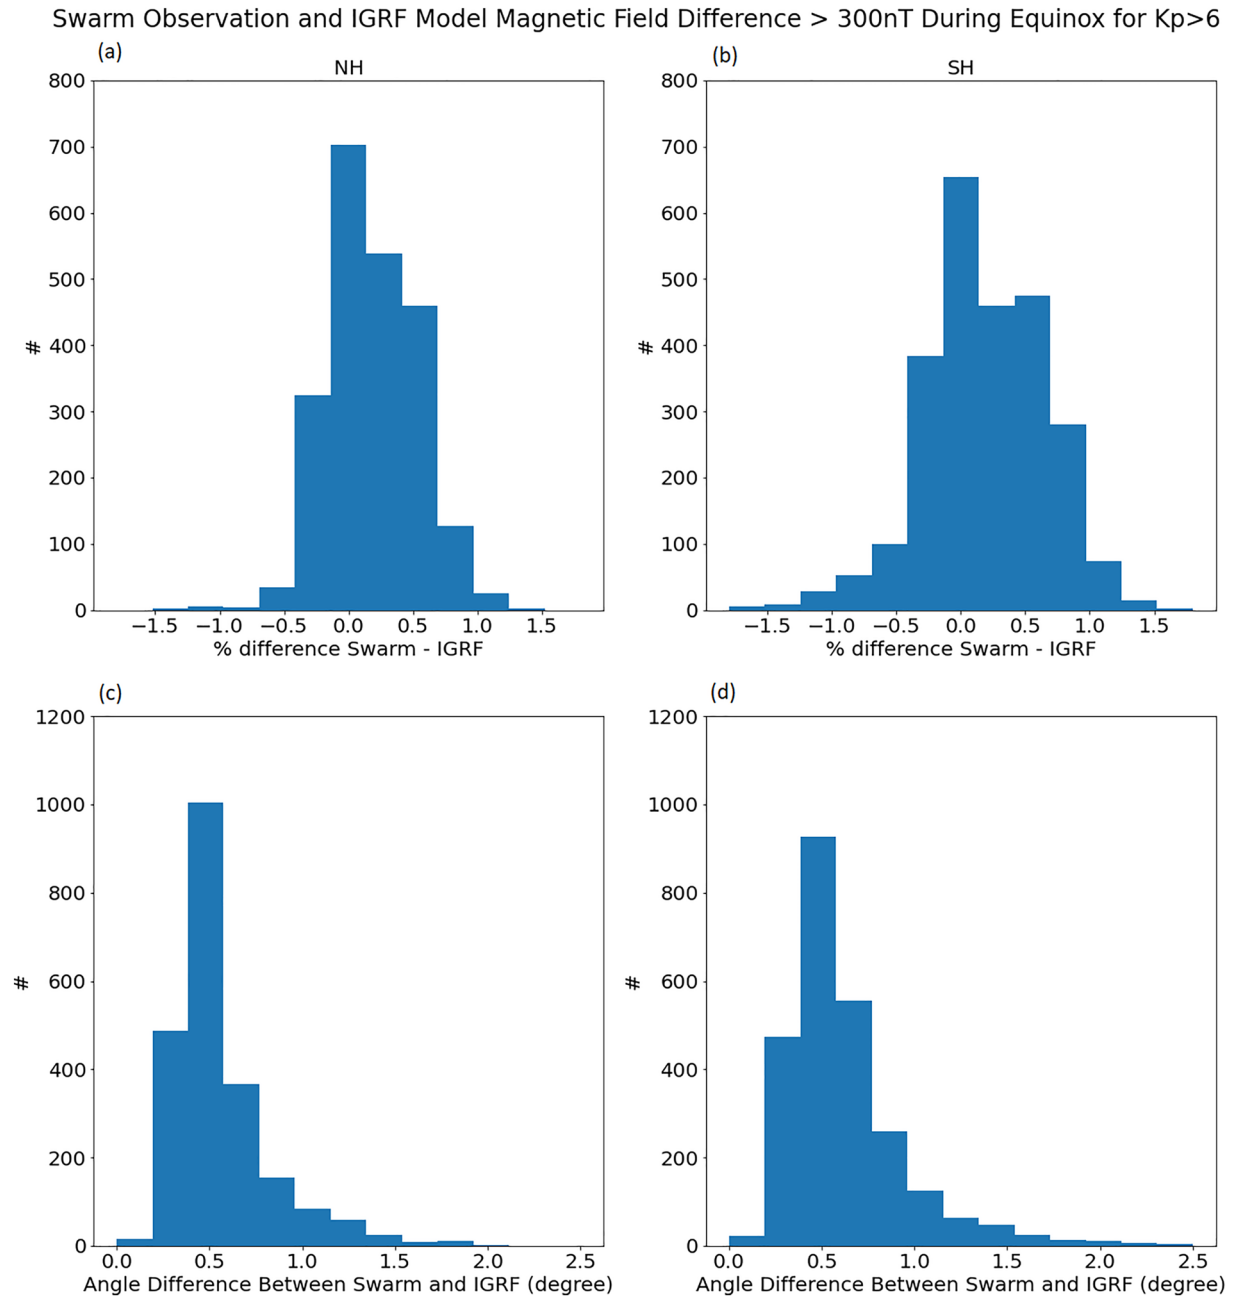 Swarm Observation and IGRF Model Magnetic Field Difference > 300nT During Equinox for Kp>6
(a)
(b)
NH
SH
800
700
600
500
400
300
200
100
0
#
−1.5 −1.0 −0.5 0.0 0.5 1.0 1.5
% difference Swarm - IGRF
800
700
600
500
400
300
200
100
0
#
−1.5 −1.0 −0.5 0.0 0.5 1.0 1.5
% difference Swarm - IGRF
(c)
(d)
1200
1000
800
600
400
200
0
#
0.0 0.5 1.0 1.5 2.0 2.5
Angle Difference Between Swarm and IGRF (degree)
1200
1000
800
600
400
200
0
#
0.0 0.5 1.0 1.5 2.0 2.5
Angle Difference Between Swarm and IGRF (degree)